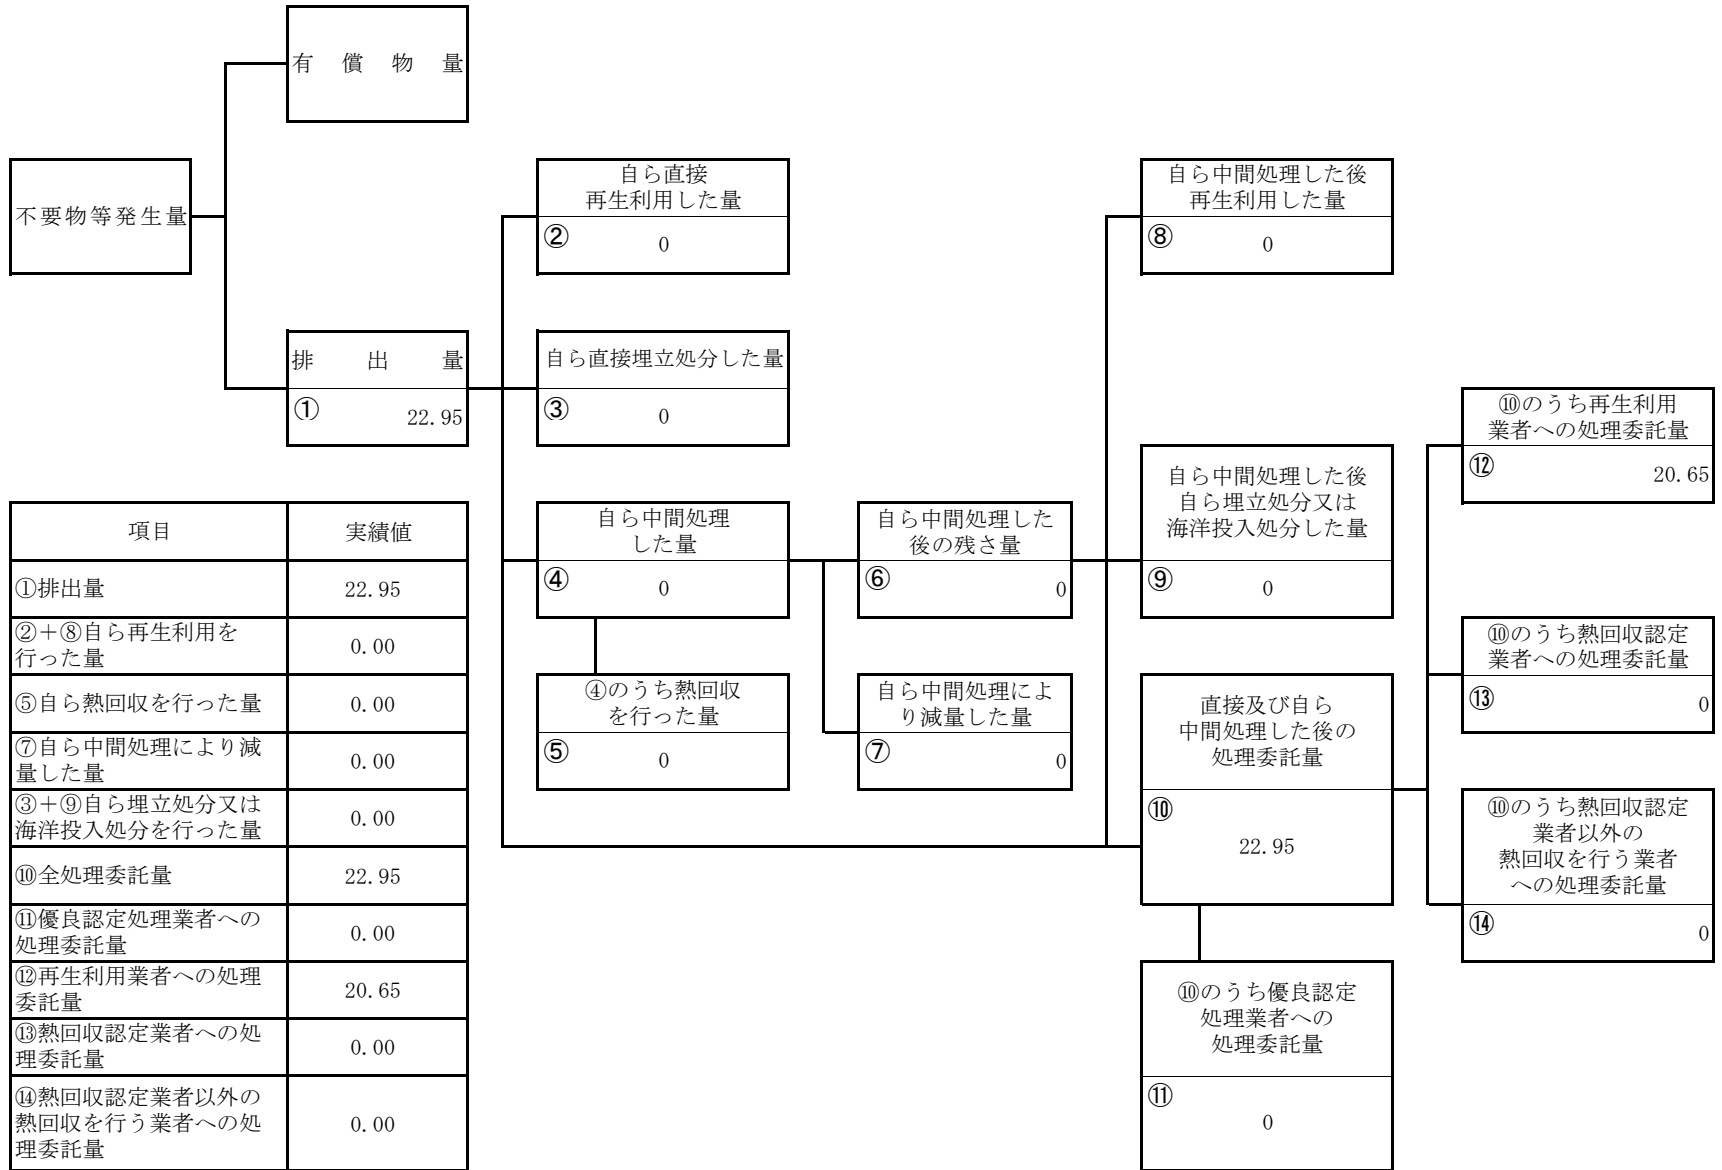 有償物量
不要物等発生量
排出量
①
22.95
自ら直接
再生利用した量
②
0
自ら直接埋立処分した量
③
0
自ら中間処理
した量
④
0
④のうち熱回収
を行った量
⑤
0
自ら中間処理した
後の残さ量
⑥
0
自ら中間処理によ
り減量した量
⑦
0
自ら中間処理した後
再生利用した量
⑧
0
自ら中間処理した後
自ら埋立処分又は
海洋投入処分した量
⑨
0
直接及び自ら
中間処理した後の
処理委託量
⑩
22.95
⑩のうち優良認定
処理業者への
処理委託量
⑪
0
⑩のうち再生利用
業者への処理委託量
⑫
20.65
⑩のうち熱回収認定
業者への処理委託量
⑬
0
⑩のうち熱回収認定
業者以外の
熱回収を行う業者
への処理委託量
⑭
0
項目 実績値
①排出量 22.95
②＋⑧自ら再生利用を
行った量 0.00
⑤自ら熱回収を行った量 0.00
⑦自ら中間処理により減
量した量 0.00
③＋⑨自ら埋立処分又は
海洋投入処分を行った量 0.00
⑩全処理委託量 22.95
⑪優良認定処理業者への
処理委託量 0.00
⑫再生利用業者への処理
委託量 20.65
⑬熱回収認定業者への処
理委託量 0.00
⑭熱回収認定業者以外の
熱回収を行う業者への処
理委託量 0.00